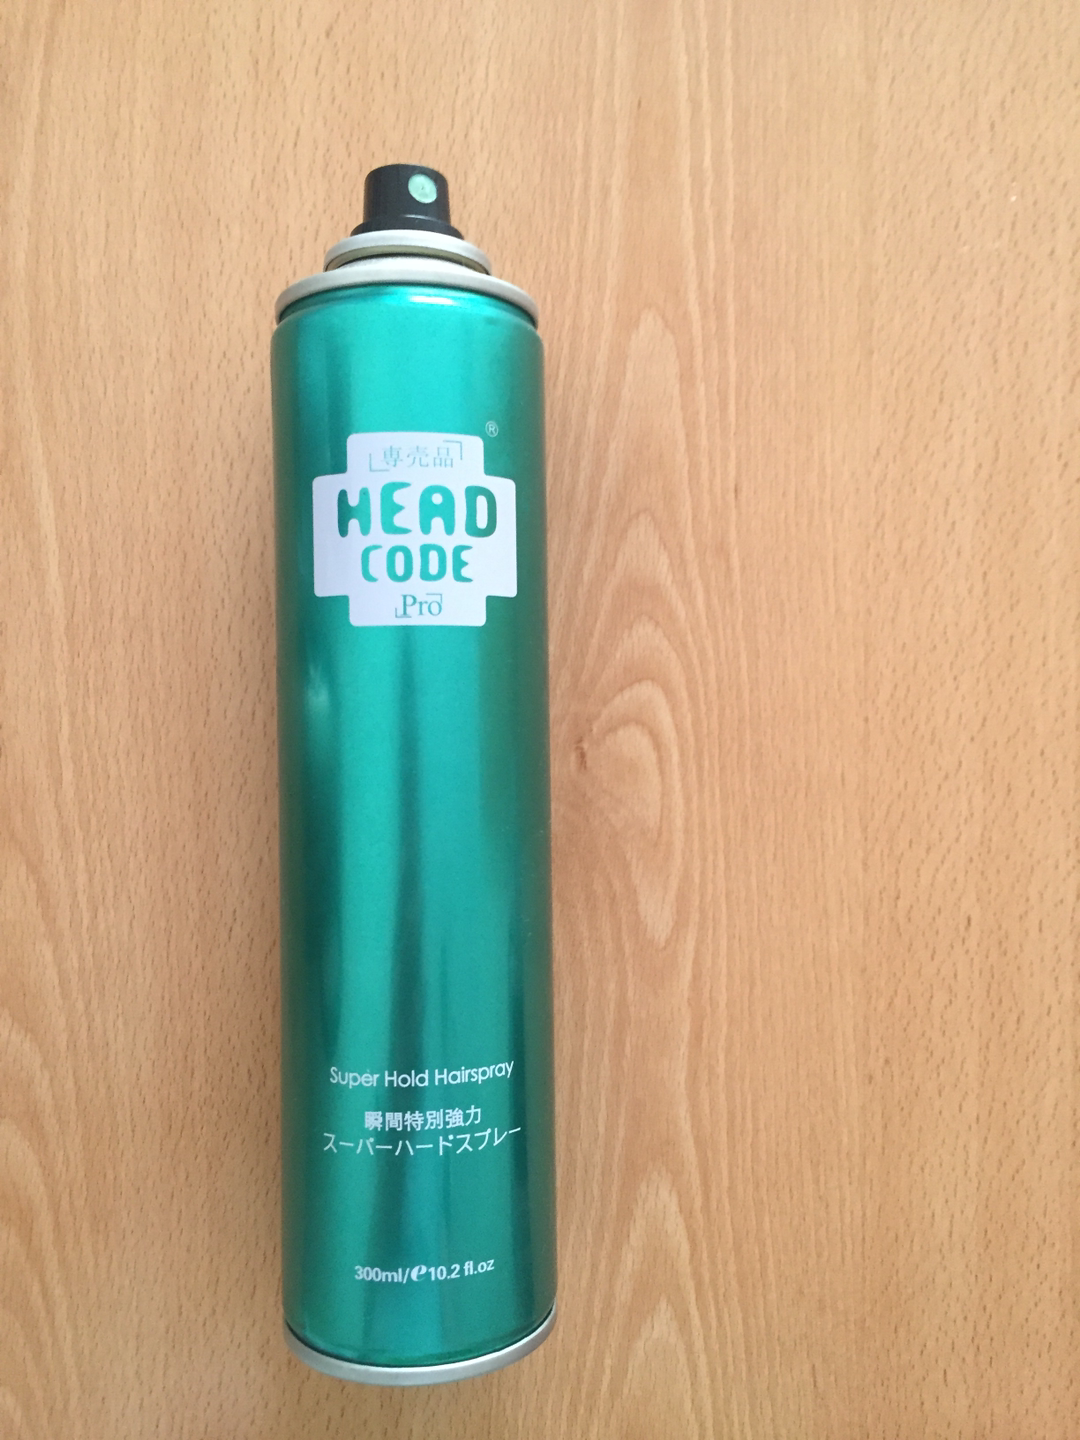 ®
専売品
HEAD
CODE
Pro
Super Hold Hairspray
瞬間特別強力
スーパーハードスプレー
300ml/℮10.2 fl.oz